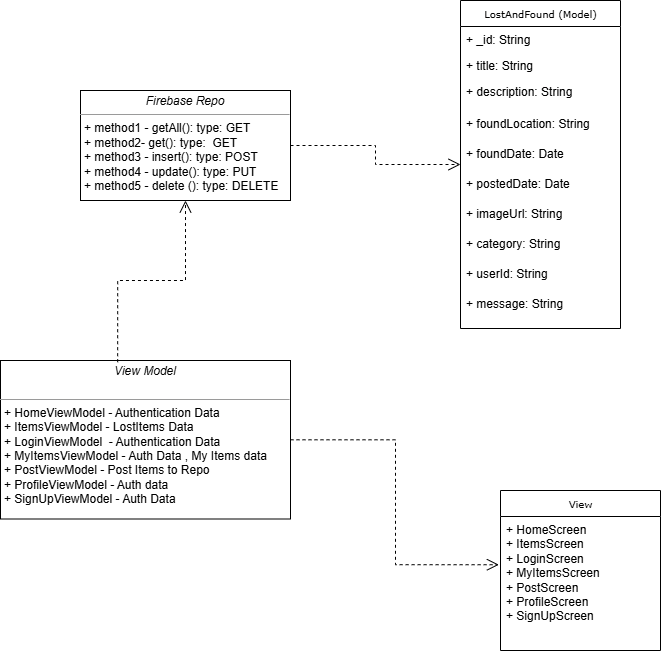 LostAndFound (Model)
+ _id: String
+ title: String
+ description: String
+ foundLocation: String
+ foundDate: Date
+ postedDate: Date
+ imageUrl: String
+ category: String
+ userId: String
+ message: String
Firebase Repo
+ method1 - getAll(): type: GET
+ method2- get(): type:  GET
+ method3 - insert(): type: POST
+ method4 - update(): type: PUT
+ method5 - delete (): type: DELETE
View Model
+ HomeViewModel - Authentication Data
+ ItemsViewModel - LostItems Data
+ LoginViewModel  - Authentication Data
+ MyItemsViewModel - Auth Data , My Items data
+ PostViewModel - Post Items to Repo
+ ProfileViewModel - Auth data
+ SignUpViewModel - Auth Data
View
+ HomeScreen
+ ItemsScreen
+ LoginScreen
+ MyItemsScreen
+ PostScreen
+ ProfileScreen
+ SignUpScreen